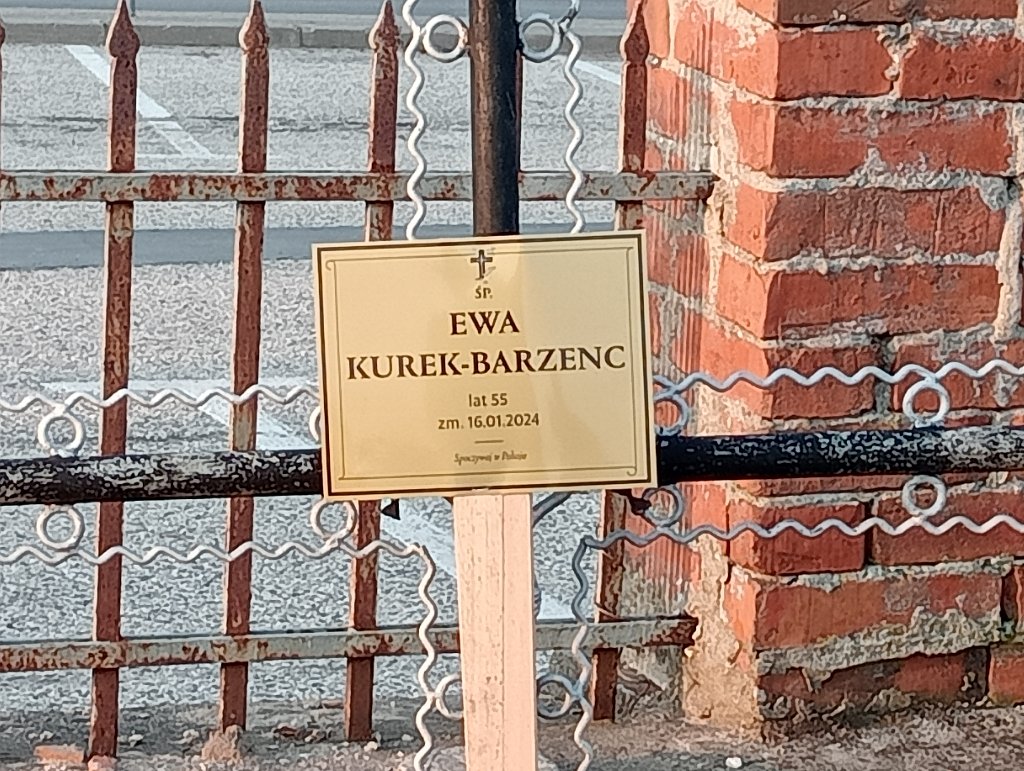 ŚP.
EWA
KUREK-BARZENC
lat 55
zm. 16.01.2024
Spoczywaj w Pokoju